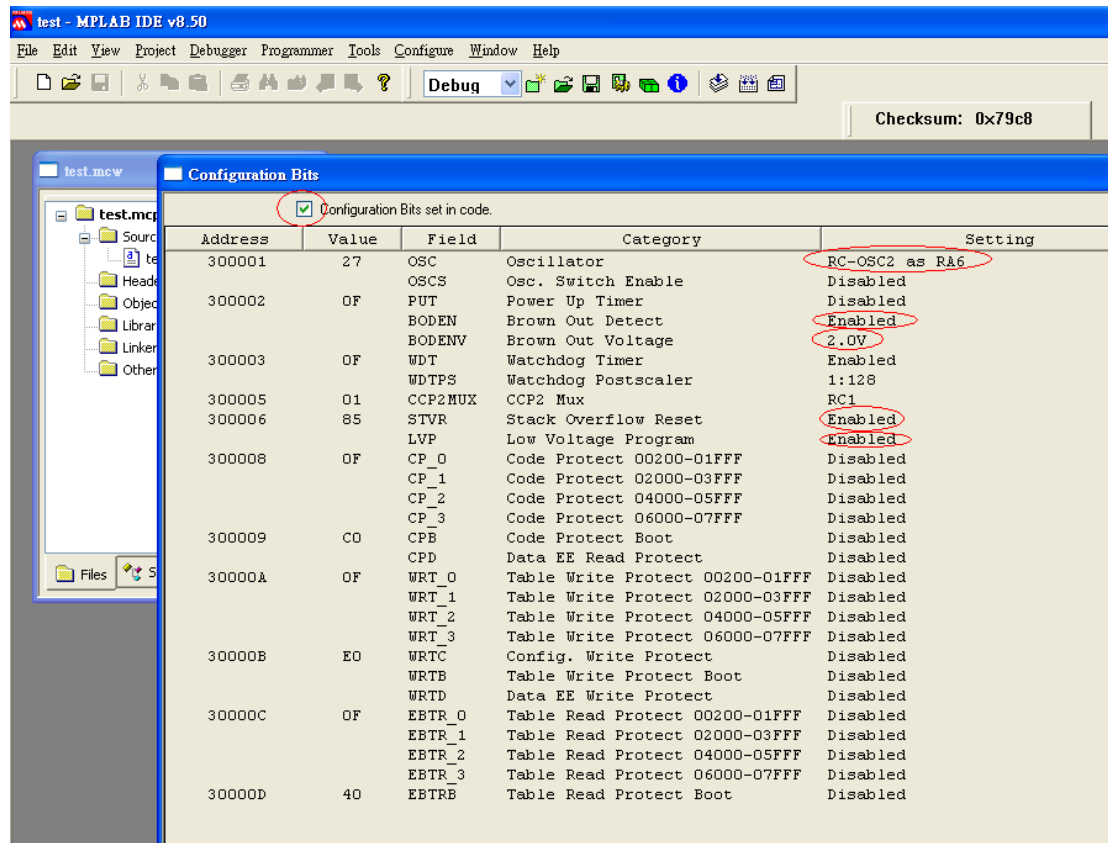 test - MPLAB IDE v8.50
File Edit View Project Debugger Programmer Tools Configure Window Help
Debug
Checksum: 0x79c8
test.mcw
Configuration Bits
test.mcp
Configuration Bits set in code.
Address Value Field Category Setting
300001 27 OSC Oscillator RC-OSC2 as RA6
OSCS Osc. Switch Enable Disabled
300002 0F PUT Power Up Timer Disabled
BODEN Brown Out Detect Enabled
BODENV Brown Out Voltage 2.0V
300003 0F WDT Watchdog Timer Enabled
WDTPS Watchdog Postscaler 1:128
300005 01 CCP2MUX CCP2 Mux RC1
300006 85 STVR Stack Overflow Reset Enabled
LVP Low Voltage Program Enabled
300008 0F CP_0 Code Protect 00200-01FFF Disabled
CP_1 Code Protect 02000-03FFF Disabled
CP_2 Code Protect 04000-05FFF Disabled
CP_3 Code Protect 06000-07FFF Disabled
300009 C0 CPB Code Protect Boot Disabled
CPD Data EE Read Protect Disabled
30000A 0F WRT_0 Table Write Protect 00200-01FFF Disabled
WRT_1 Table Write Protect 02000-03FFF Disabled
WRT_2 Table Write Protect 04000-05FFF Disabled
WRT_3 Table Write Protect 06000-07FFF Disabled
30000B E0 WRTC Config. Write Protect Disabled
WRTB Table Write Protect Boot Disabled
WRTD Data EE Write Protect Disabled
30000C 0F EBTR_0 Table Read Protect 00200-01FFF Disabled
EBTR_1 Table Read Protect 02000-03FFF Disabled
EBTR_2 Table Read Protect 04000-05FFF Disabled
EBTR_3 Table Read Protect 06000-07FFF Disabled
30000D 40 EBTRB Table Read Protect Boot Disabled
Sourc
te
Heade
Objec
Librar
Linker
Other
Files S